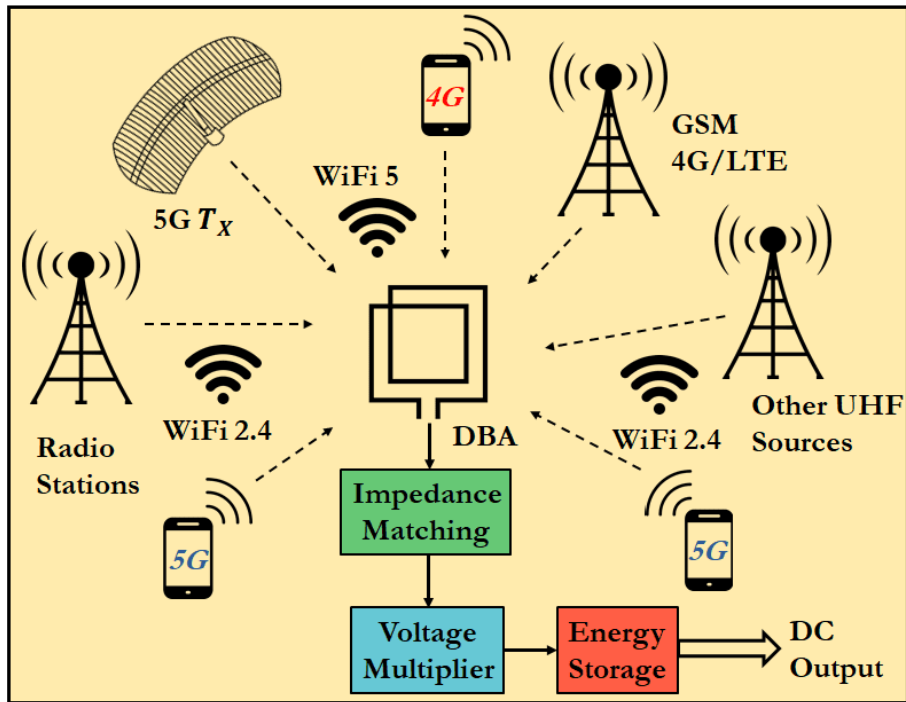 4G
GSM
4G/LTE
WiFi 5
5G T_X
WiFi 2.4
Radio
Stations
DBA
WiFi 2.4
Other UHF
Sources
Impedance
Matching
5G
5G
Voltage
Multiplier
Energy
Storage
DC
Output